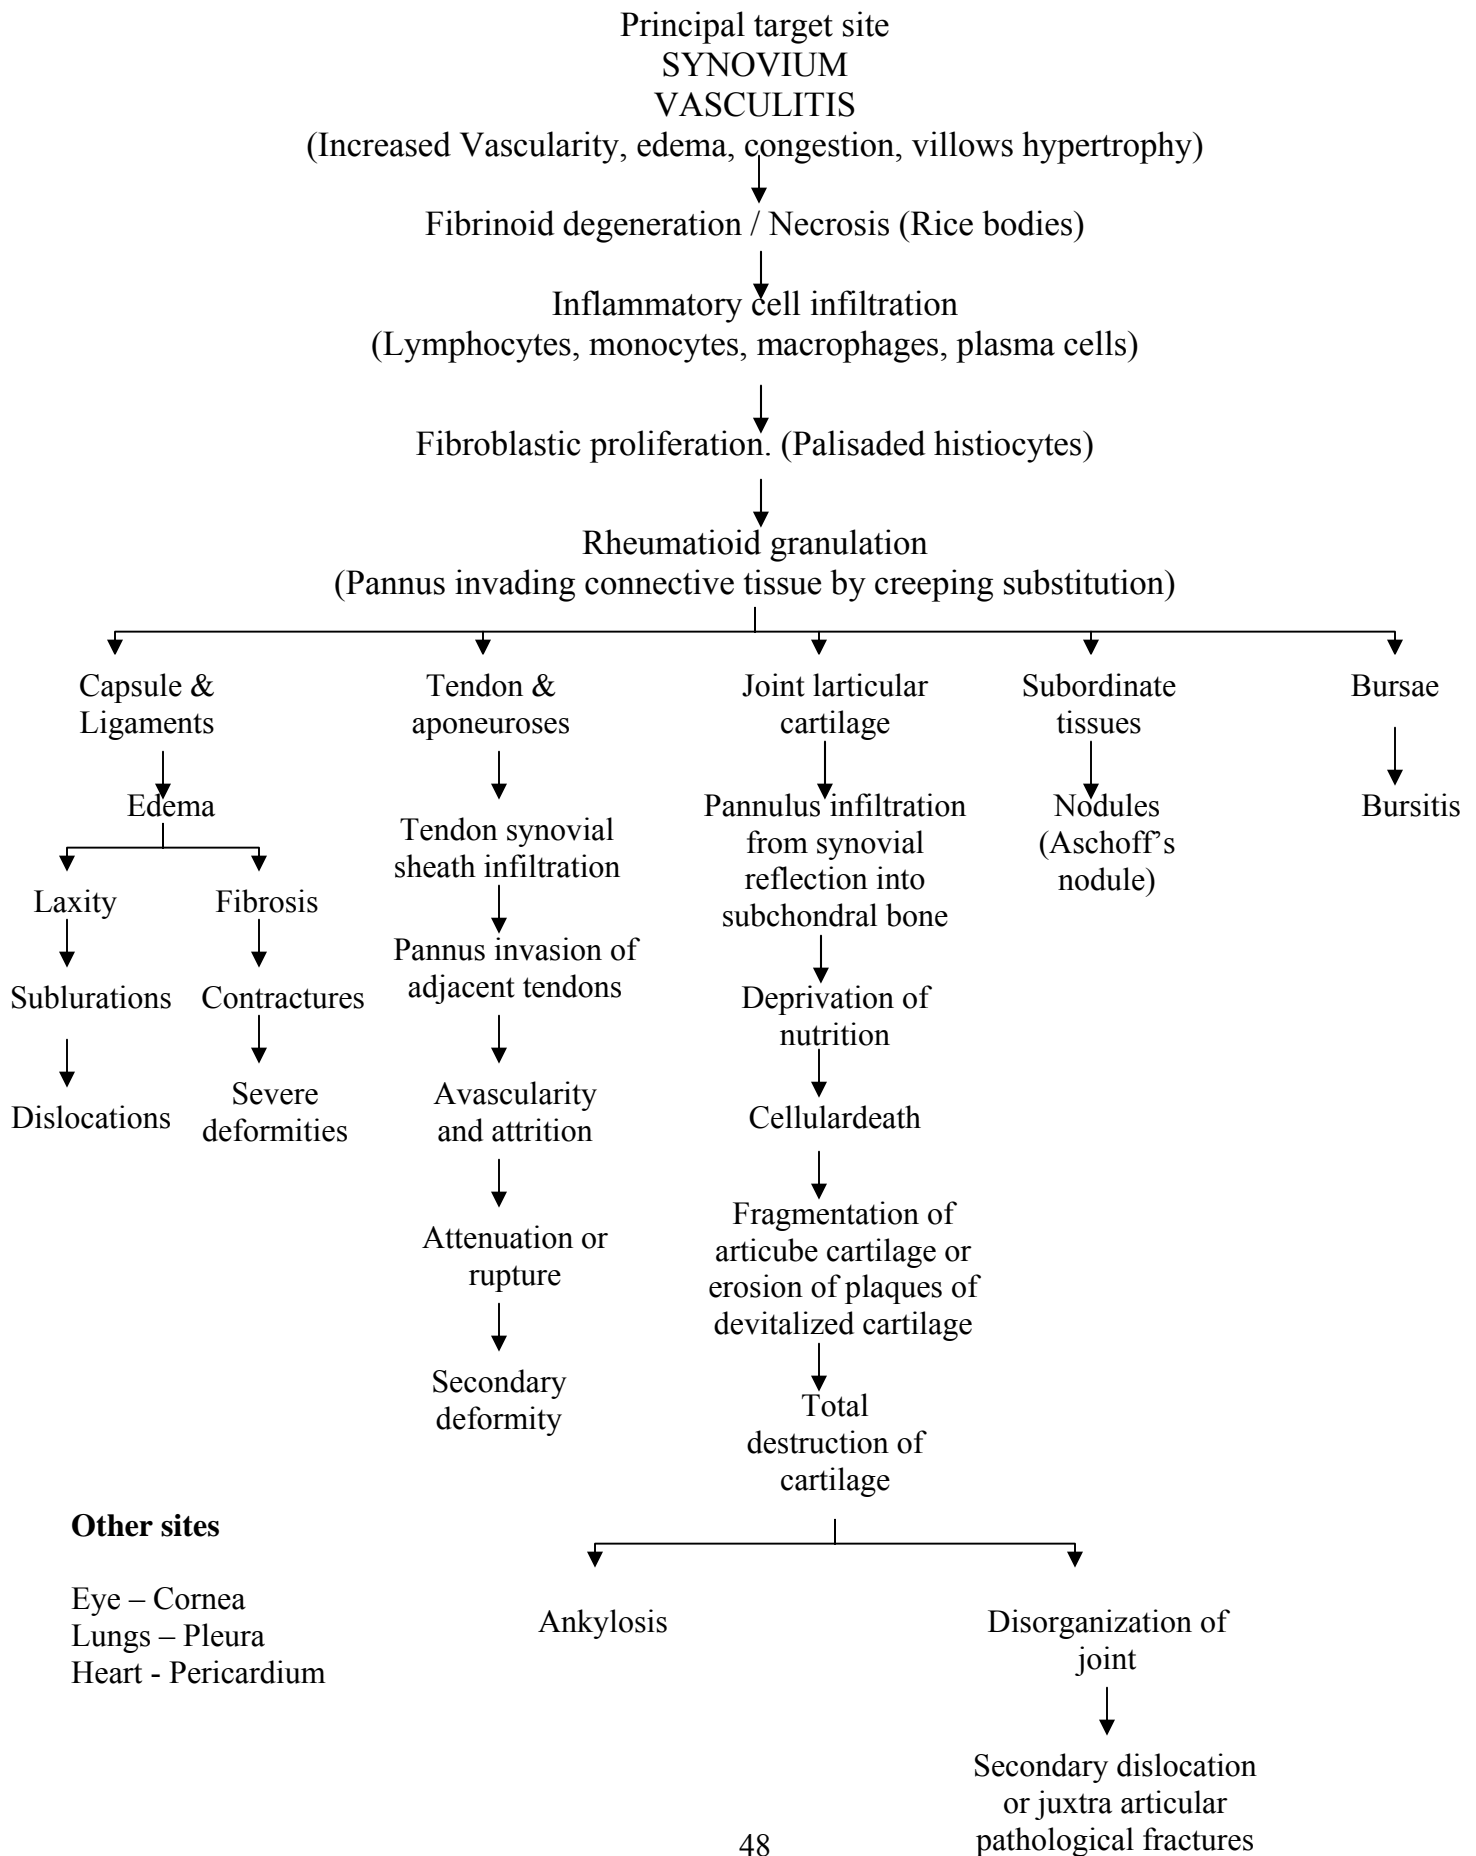 Principal target site
SYNOVIUM
VASCULITIS
(Increased Vascularity, edema, congestion, villows hypertrophy)
Fibrinoid degeneration / Necrosis (Rice bodies)
Inflammatory cell infiltration
(Lymphocytes, monocytes, macrophages, plasma cells)
Fibroblastic proliferation. (Palisaded histiocytes)
Rheumatioid granulation
(Pannus invading connective tissue by creeping substitution)
Capsule &
Ligaments
Edema
Laxity
Sublurations
Dislocations
Fibrosis
Contractures
Severe
deformities
Tendon &
aponeuroses
Tendon synovial
sheath infiltration
Pannus invasion of
adjacent tendons
Avascularity
and attrition
Attenuation or
rupture
Secondary
deformity
Joint larticular
cartilage
Pannulus infiltration
from synovial
reflection into
subchondral bone
Deprivation of
nutrition
Cellulardeath
Fragmentation of
articube cartilage or
erosion of plaques of
devitalized cartilage
Total
destruction of
cartilage
Ankylosis
Disorganization of
joint
Secondary dislocation
or juxtra articular
pathological fractures
Subordinate
tissues
Nodules
(Aschoff’s
nodule)
Bursae
Bursitis
Other sites
Eye – Cornea
Lungs – Pleura
Heart - Pericardium
48